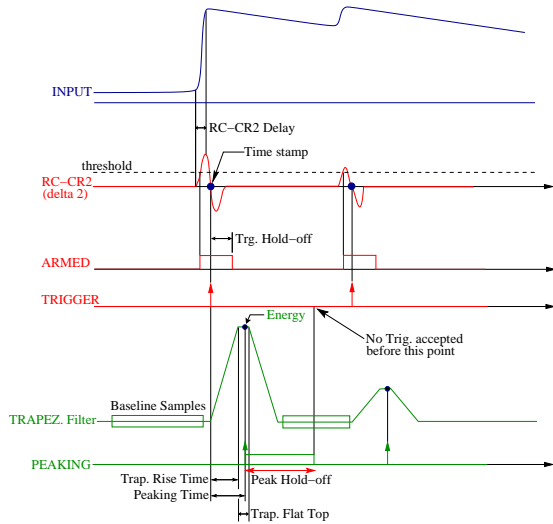 INPUT
RC−CR2 Delay
threshold
Time stamp
RC−CR2
(delta 2)
Trg. Hold−off
ARMED
TRIGGER
Energy
No Trig. accepted
before this point
Baseline Samples
TRAPEZ. Filter
PEAKING
Trap. Rise Time
Peak Hold−off
Peaking Time
Trap. Flat Top